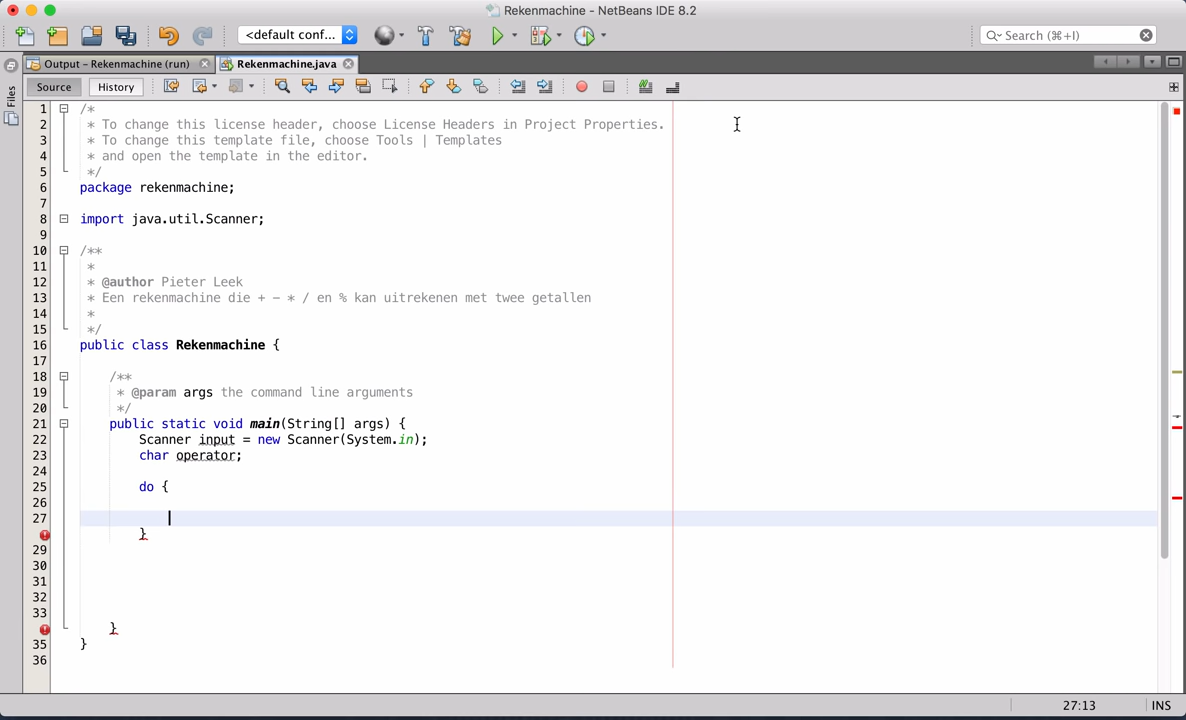 Rekenmachine - NetBeans IDE 8.2
<default conf...
Search (⌘+I)
Output - Rekenmachine (run)
Rekenmachine.java
Files
Source
History
1 /*
2 * To change this license header, choose License Headers in Project Properties.
3 * To change this template file, choose Tools | Templates
4 * and open the template in the editor.
5 */
6 package rekenmachine;
7
8 import java.util.Scanner;
9
10 /**
11 *
12 * @author Pieter Leek
13 * Een rekenmachine die + - * / en % kan uitrekenen met twee getallen
14 *
15 */
16 public class Rekenmachine {
17
18 /**
19 * @param args the command line arguments
20 */
21 public static void main(String[] args) {
22 Scanner input = new Scanner(System.in);
23 char operator;
24
25 do {
26
27
}
29
30
31
32
33
}
35 }
36
27:13
INS